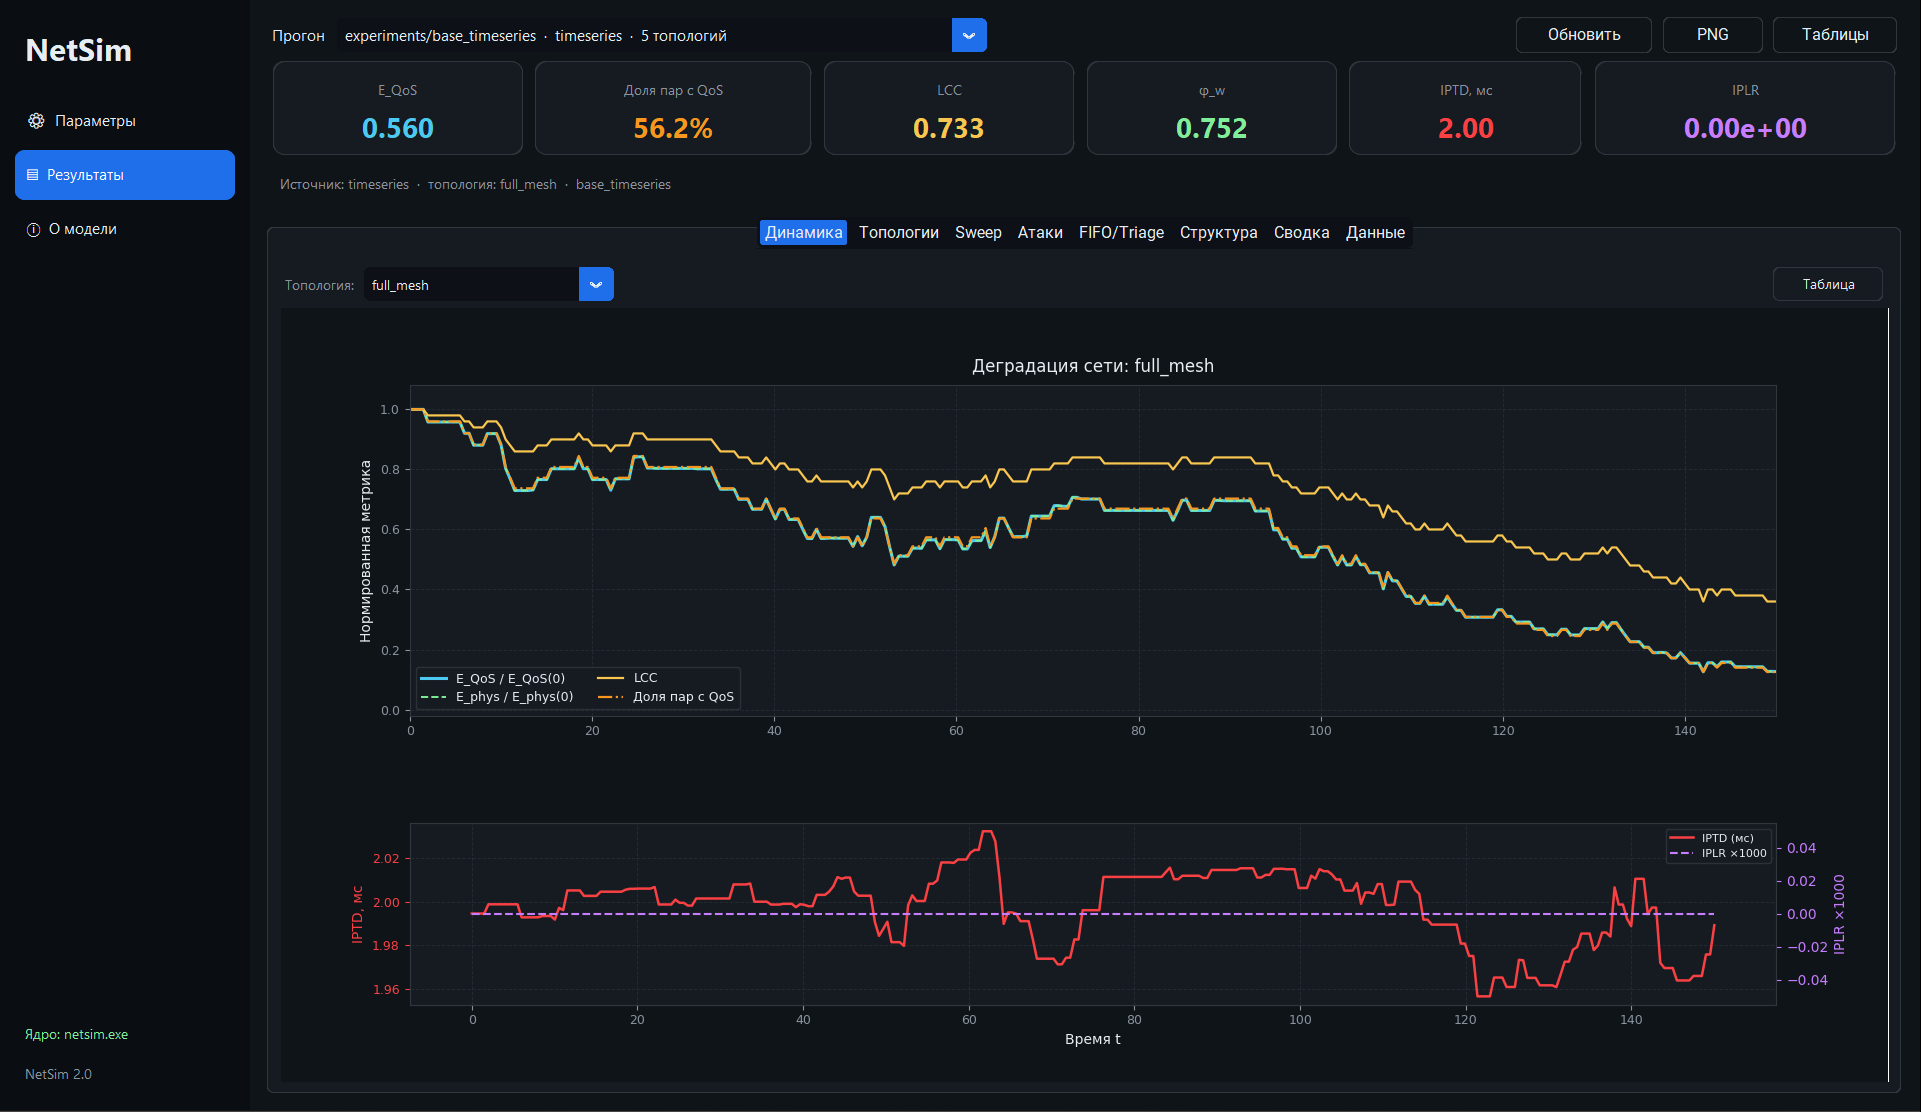 NetSim
Параметры
Результаты
О модели
Ядро: netsim.exe
NetSim 2.0
Прогон
experiments/base_timeseries · timeseries · 5 топологий
Обновить
PNG
Таблицы
E_QoS
0.560
Доля пар с QoS
56.2%
LCC
0.733
φ_w
0.752
IPTD, мс
2.00
IPLR
0.00e+00
Источник: timeseries · топология: full_mesh · base_timeseries
Динамика Топологии Sweep Атаки FIFO/Triage Структура Сводка Данные
Топология:
full_mesh
Таблица
Деградация сети: full_mesh
Нормированная метрика
1.0
0.8
0.6
0.4
0.2
0.0
E_QoS / E_QoS(0)
E_phys / E_phys(0)
LCC
Доля пар с QoS
0 20 40 60 80 100 120 140
IPTD, мс
2.02
2.00
1.98
1.96
IPTD (мс)
IPLR ×1000
0.04
0.02
0.00
−0.02
−0.04
IPLR ×1000
0 20 40 60 80 100 120 140
Время t